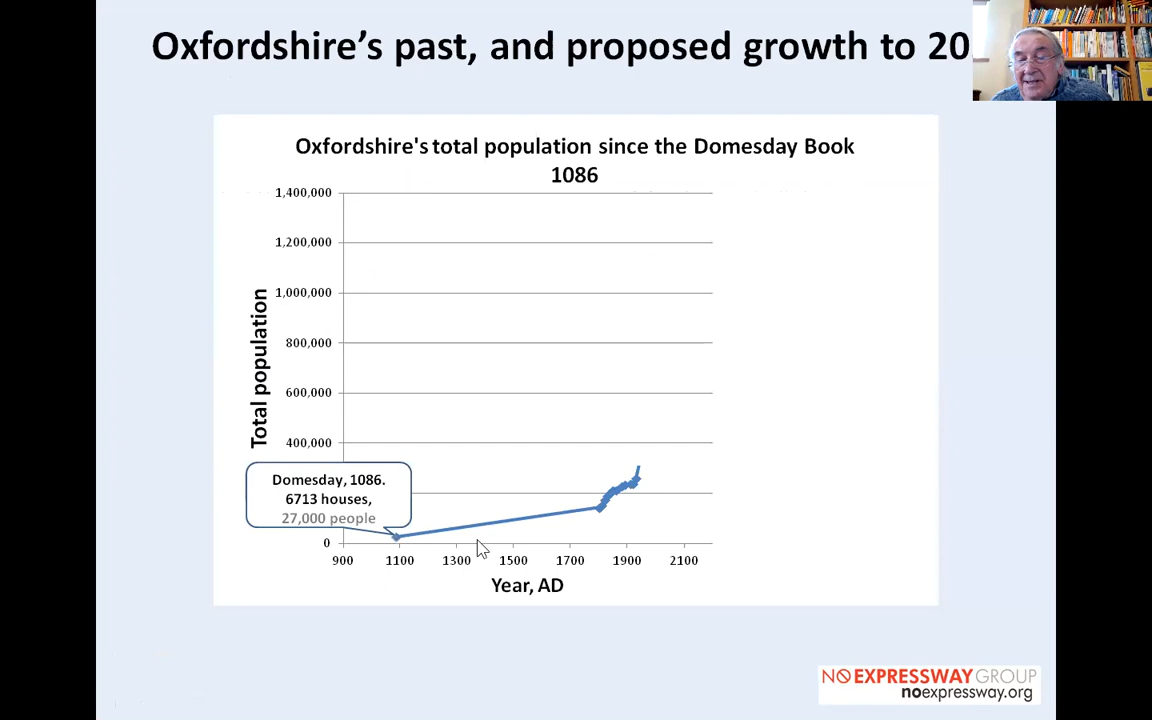 Oxfordshire's past, and proposed growth to 20
Oxfordshire's total population since the Domesday Book
1086
1,400,000
1,200,000
1,000,000
800,000
600,000
400,000
0
Total population
Domesday, 1086.
6713 houses,
27,000 people
900 1100 1300 1500 1700 1900 2100
Year, AD
NO EXPRESSWAY GROUP
noexpressway.org